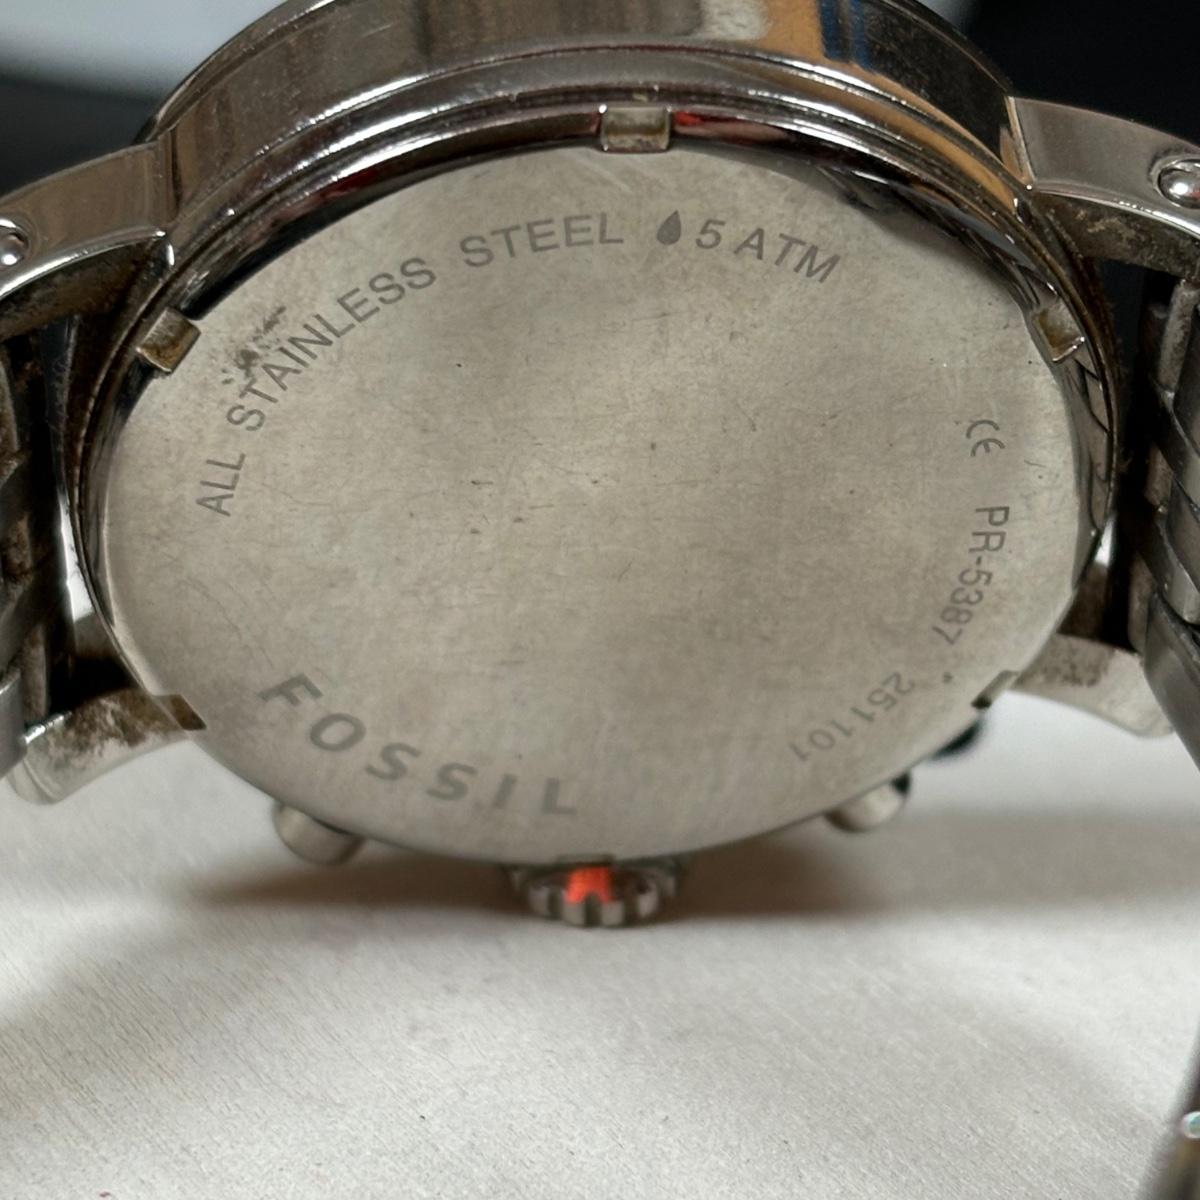 ALL STAINLESS STEEL 5 ATM
CE PR-5387 251101
FOSSIL